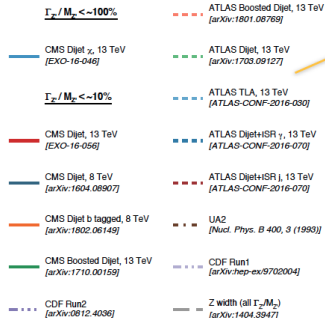 Γ_Z' / M_Z' < ~100%
CMS Dijet χ, 13 TeV
[EXO-16-046]
Γ_Z' / M_Z' < ~10%
CMS Dijet, 13 TeV
[EXO-16-056]
CMS Dijet, 8 TeV
[arXiv:1604.08907]
CMS Dijet b tagged, 8 TeV
[arXiv:1802.06149]
CMS Boosted Dijet, 13 TeV
[arXiv:1710.00159]
CDF Run2
[arXiv:0812.4036]
ATLAS Boosted Dijet, 13 TeV
[arXiv:1801.08769]
ATLAS Dijet, 13 TeV
[arXiv:1703.09127]
ATLAS TLA, 13 TeV
[ATLAS-CONF-2016-030]
ATLAS Dijet+ISR γ, 13 TeV
[ATLAS-CONF-2016-070]
ATLAS Dijet+ISR j, 13 TeV
[ATLAS-CONF-2016-070]
UA2
[Nucl. Phys. B 400, 3 (1993)]
CDF Run1
[arXiv:hep-ex/9702004]
Z width (all Γ_Z'/M_Z')
[arXiv:1404.3947]